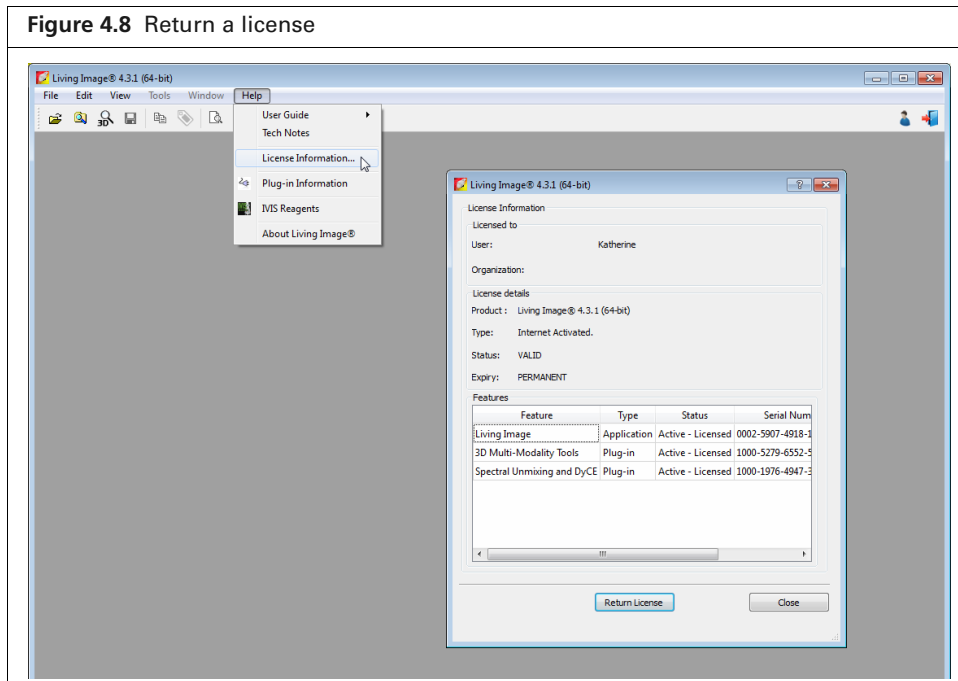 Figure 4.8 Return a license
Living Image® 4.3.1 (64-bit)
File Edit View Tools Window Help
3D
User Guide
Tech Notes
License Information...
Plug-in Information
IVIS Reagents
About Living Image®
Living Image® 4.3.1 (64-bit)
License Information
Licensed to
User: Katherine
Organization:
License details
Product : Living Image® 4.3.1 (64-bit)
Type: Internet Activated.
Status: VALID
Expiry: PERMANENT
Features
Feature Type Status Serial Num
Living Image Application Active - Licensed 0002-5907-4918-1
3D Multi-Modality Tools Plug-in Active - Licensed 1000-5279-6552-5
Spectral Unmixing and DyCE Plug-in Active - Licensed 1000-1976-4947-3
Return License Close